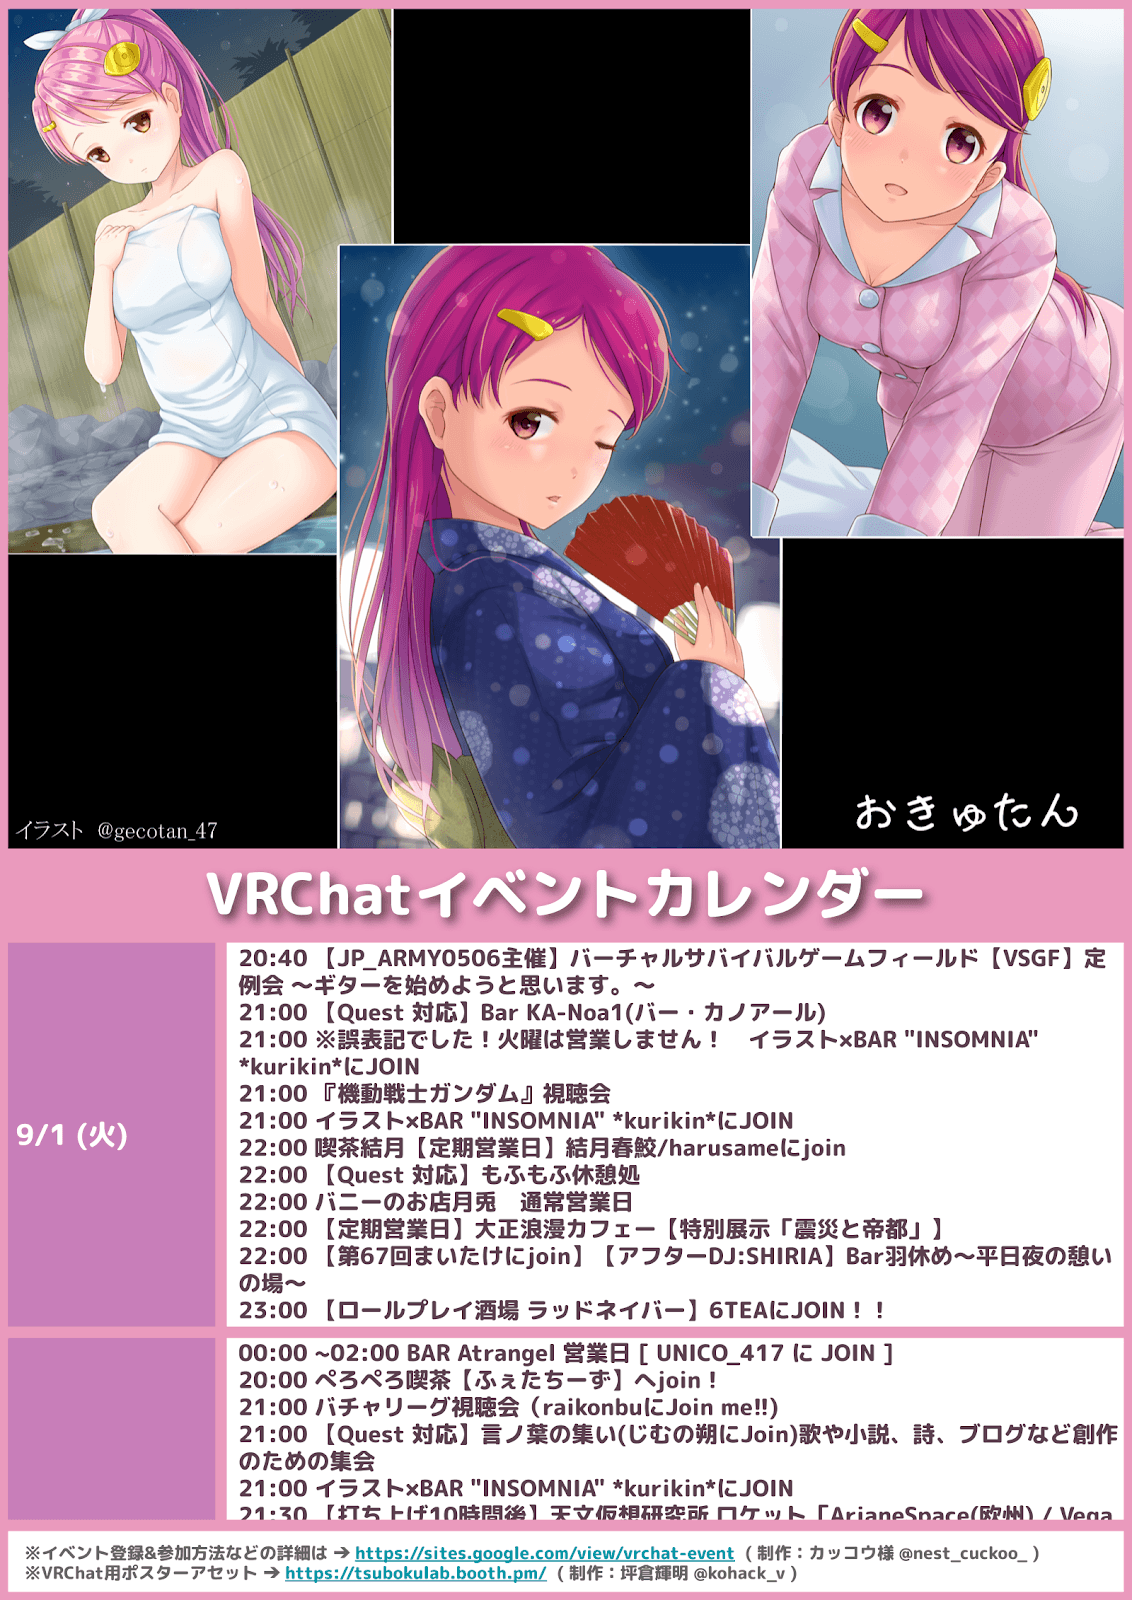 イラスト @gecotan_47
おきゅたん
VRChatイベントカレンダー
9/1 (火)
20:40 【JP_ARMY0506主催】バーチャルサバイバルゲームフィールド【VSGF】定
例会 ～ギターを始めようと思います。～
21:00 【Quest 対応】Bar KA-Noa1(バー・カノアール)
21:00 ※誤表記でした！火曜は営業しません！　イラスト×BAR "INSOMNIA"
*kurikin*にJOIN
21:00 『機動戦士ガンダム』視聴会
21:00 イラスト×BAR "INSOMNIA" *kurikin*にJOIN
22:00 喫茶結月【定期営業日】結月春鮫/harusameにjoin
22:00 【Quest 対応】もふもふ休憩処
22:00 バニーのお店月兎　通常営業日
22:00 【定期営業日】大正浪漫カフェー【特別展示「震災と帝都」】
22:00 【第67回まいたけにjoin】【アフターDJ:SHIRIA】Bar羽休め～平日夜の憩い
の場～
23:00 【ロールプレイ酒場 ラッドネイバー】6TEAにJOIN！！
00:00 ~02:00 BAR Atrangel 営業日 [ UNICO_417 に JOIN ]
20:00 ぺろぺろ喫茶【ふぇたちーず】へjoin！
21:00 バチャリーグ視聴会（raikonbuにJoin me!!)
21:00 【Quest 対応】言ノ葉の集い(じむの朔にJoin)歌や小説、詩、ブログなど創作
のための集会
21:00 イラスト×BAR "INSOMNIA" *kurikin*にJOIN
21:30 【打ち上げ10時間後】天文仮想研究所 ロケット「ArianeSpace(欧州) / Vega
※イベント登録&参加方法などの詳細は ➔ https://sites.google.com/view/vrchat-event ( 制作：カッコウ様 @nest_cuckoo_ )
※VRChat用ポスターアセット ➔ https://tsubokulab.booth.pm/ ( 制作：坪倉輝明 @kohack_v )